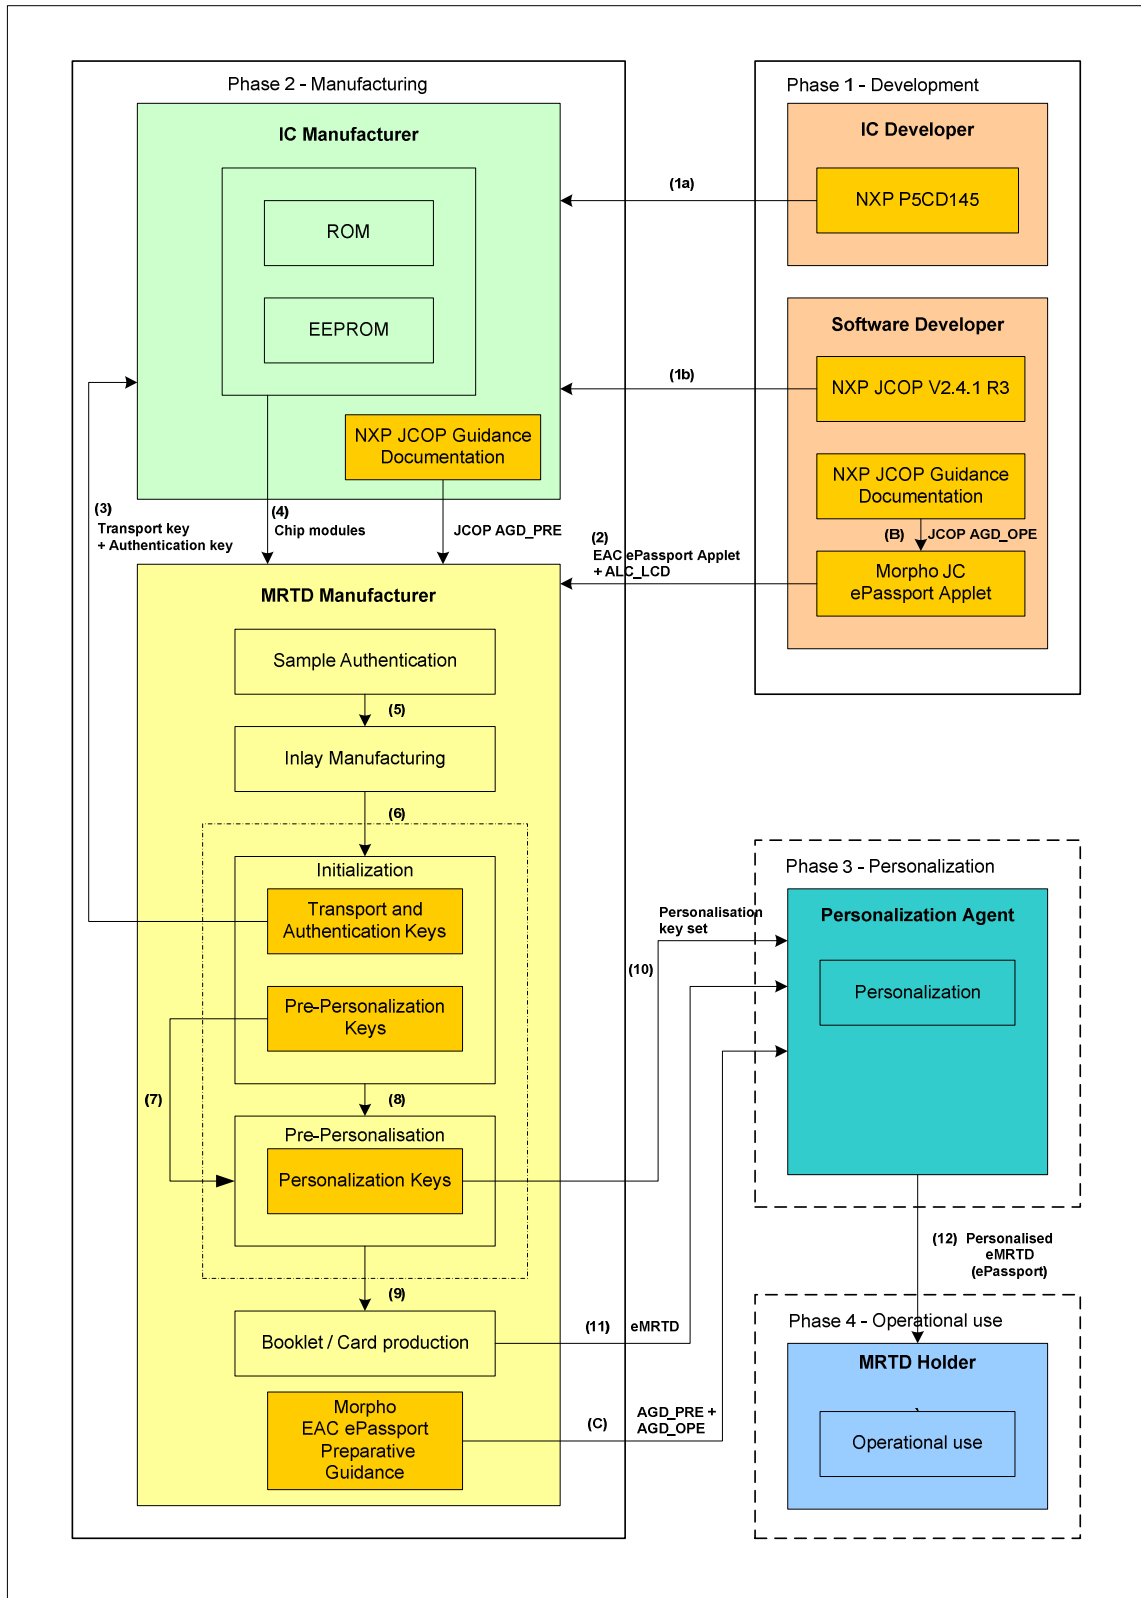 Phase 2 - Manufacturing
IC Manufacturer
ROM
EEPROM
NXP JCOP Guidance
Documentation
(3)
Transport key
+ Authentication key
(4)
Chip modules
JCOP AGD_PRE
Phase 1 - Development
IC Developer
NXP P5CD145
(1a)
Software Developer
NXP JCOP V2.4.1 R3
(1b)
NXP JCOP Guidance
Documentation
(B)
JCOP AGD_OPE
Morpho JC
ePassport Applet
(2)
EAC ePassport Applet
+ ALC_LCD
MRTD Manufacturer
Sample Authentication
(5)
Inlay Manufacturing
(6)
Initialization
Transport and
Authentication Keys
Pre-Personalization
Keys
(7)
(8)
Pre-Personalisation
Personalization Keys
(9)
Booklet / Card production
Morpho
EAC ePassport
Preparative
Guidance
Phase 3 - Personalization
Personalization Agent
Personalization
Personalisation
key set
(10)
(11)
eMRTD
(C)
AGD_PRE +
AGD_OPE
(12) Personalised
eMRTD
(ePassport)
Phase 4 - Operational use
MRTD Holder
Operational use